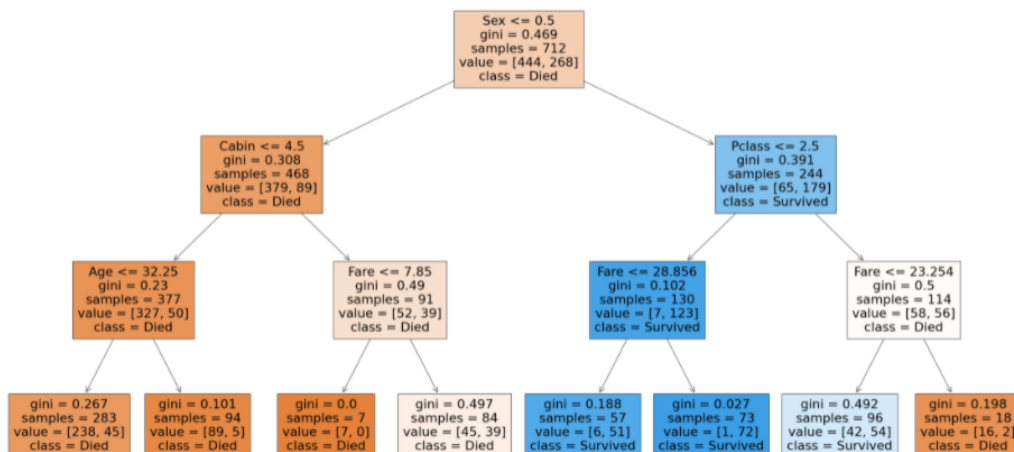 Sex <= 0.5
gini = 0.469
samples = 712
value = [444, 268]
class = Died
Cabin <= 4.5
gini = 0.308
samples = 468
value = [379, 89]
class = Died
Pclass <= 2.5
gini = 0.391
samples = 244
value = [65, 179]
class = Survived
Age <= 32.25
gini = 0.23
samples = 377
value = [327, 50]
class = Died
Fare <= 7.85
gini = 0.49
samples = 91
value = [52, 39]
class = Died
Fare <= 28.856
gini = 0.102
samples = 130
value = [7, 123]
class = Survived
Fare <= 23.254
gini = 0.5
samples = 114
value = [58, 56]
class = Died
gini = 0.267
samples = 283
value = [238, 45]
class = Died
gini = 0.101
samples = 94
value = [89, 5]
class = Died
gini = 0.0
samples = 7
value = [7, 0]
class = Died
gini = 0.497
samples = 84
value = [45, 39]
class = Died
gini = 0.188
samples = 57
value = [6, 51]
class = Survived
gini = 0.027
samples = 73
value = [1, 72]
class = Survived
gini = 0.492
samples = 96
value = [42, 54]
class = Survived
gini = 0.198
samples = 18
value = [16, 2]
class = Died